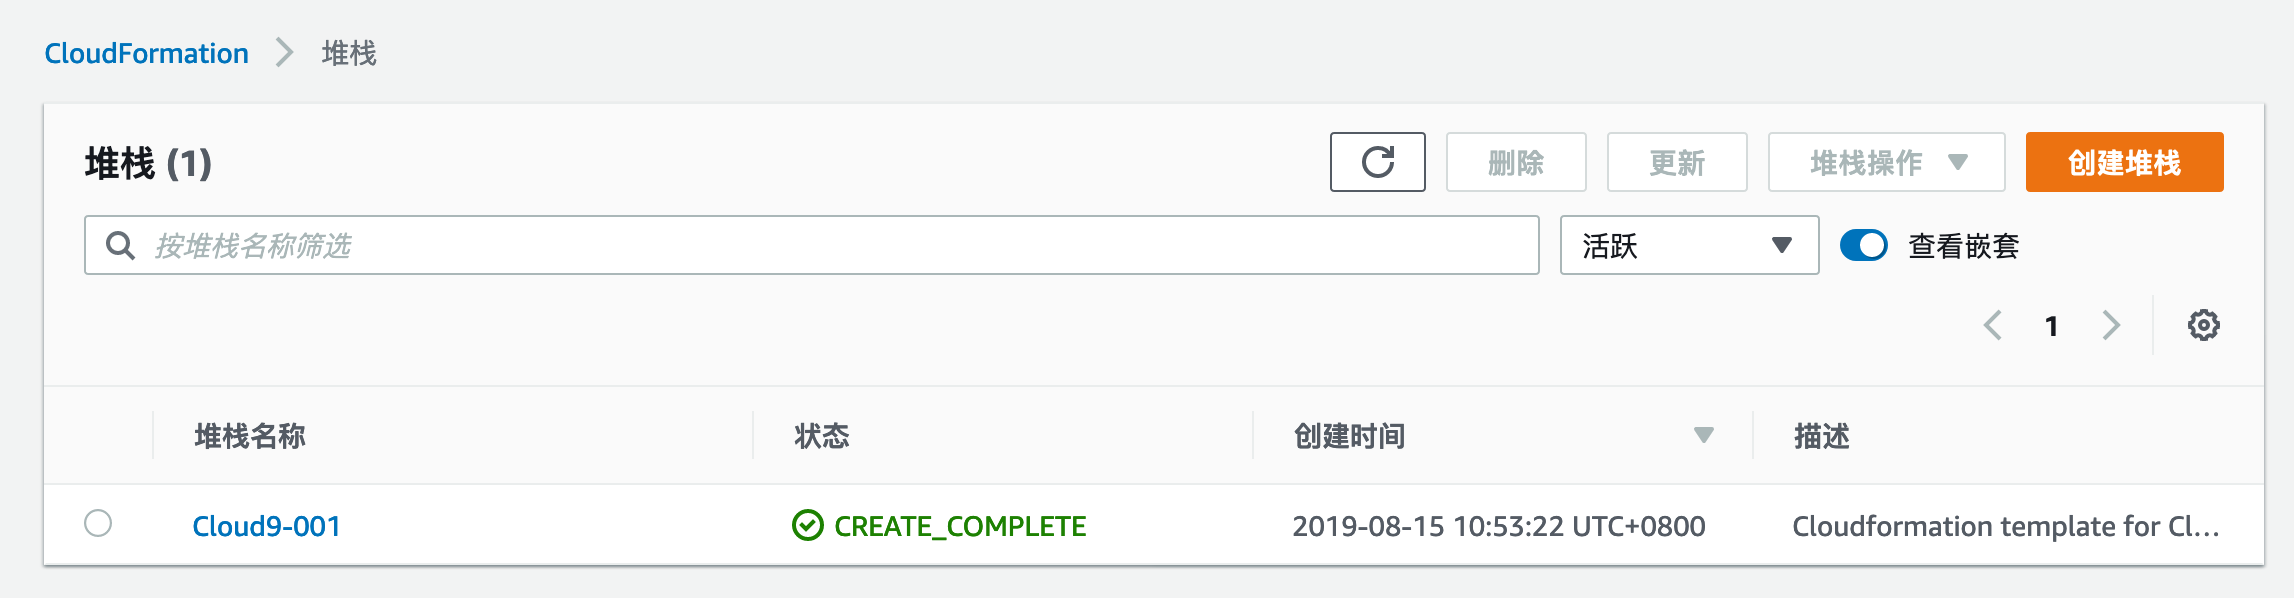 CloudFormation 堆栈
堆栈 (1) 删除 更新 堆栈操作 创建堆栈
按堆栈名称筛选 活跃 查看嵌套
1
堆栈名称 状态 创建时间 描述
Cloud9-001 CREATE_COMPLETE 2019-08-15 10:53:22 UTC+0800 Cloudformation template for Cl...